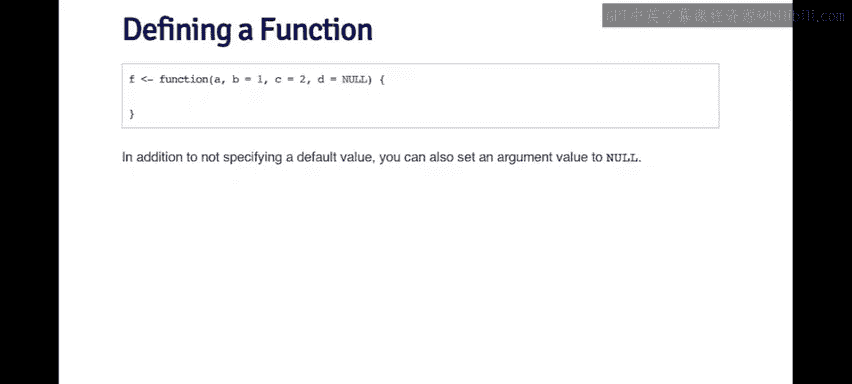 Defining a Function
f <- function(a, b = 1, c = 2, d = NULL) {
}
In addition to not specifying a default value, you can also set an argument value to NULL.